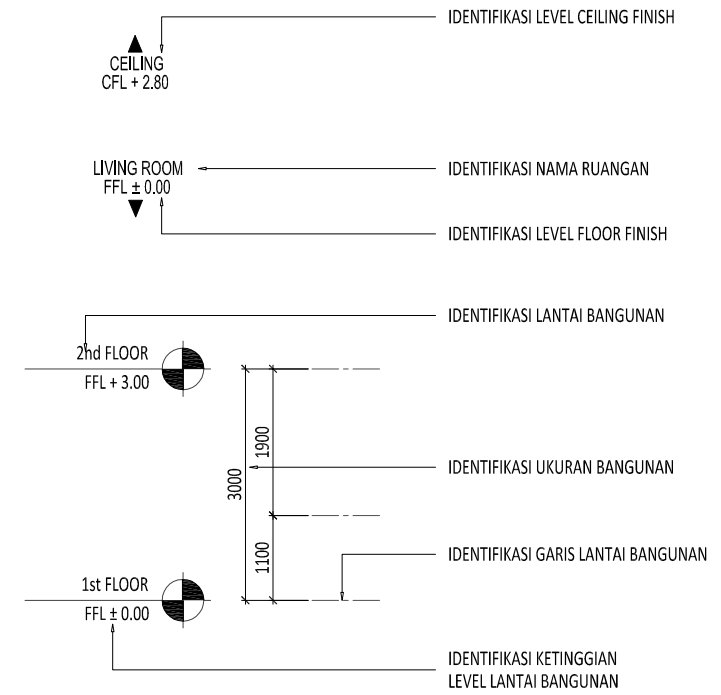 IDENTIFIKASI LEVEL CEILING FINISH
CEILING
CFL + 2.80
LIVING ROOM
FFL ± 0.00
IDENTIFIKASI NAMA RUANGAN
IDENTIFIKASI LEVEL FLOOR FINISH
IDENTIFIKASI LANTAI BANGUNAN
2nd FLOOR
FFL + 3.00
1900
3000
IDENTIFIKASI UKURAN BANGUNAN
1100
IDENTIFIKASI GARIS LANTAI BANGUNAN
1st FLOOR
FFL ± 0.00
IDENTIFIKASI KETINGGIAN
LEVEL LANTAI BANGUNAN